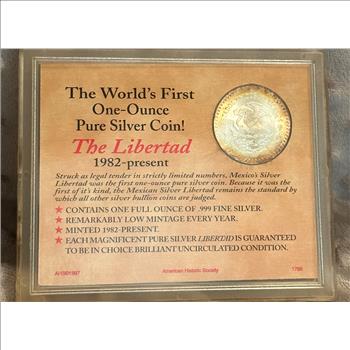 The World's First
One-Ounce
Pure Silver Coin!
The Libertad
1982-present
Struck as legal tender in strictly limited numbers, Mexico's Silver
Libertad was the first one-ounce pure silver coin. Because it was the
first of it's kind, the Mexican Silver Libertad remains the standard by
which all other silver bullion coins are judged.
★ CONTAINS ONE FULL OUNCE OF .999 FINE SILVER.
★ REMARKABLY LOW MINTAGE EVERY YEAR.
★ MINTED 1982-PRESENT.
★ EACH MAGNIFICENT PURE SILVER LIBERDID IS GUARANTEED
TO BE IN CHOICE BRILLIANT UNCIRCULATED CONDITION.
American Historic Society
1798